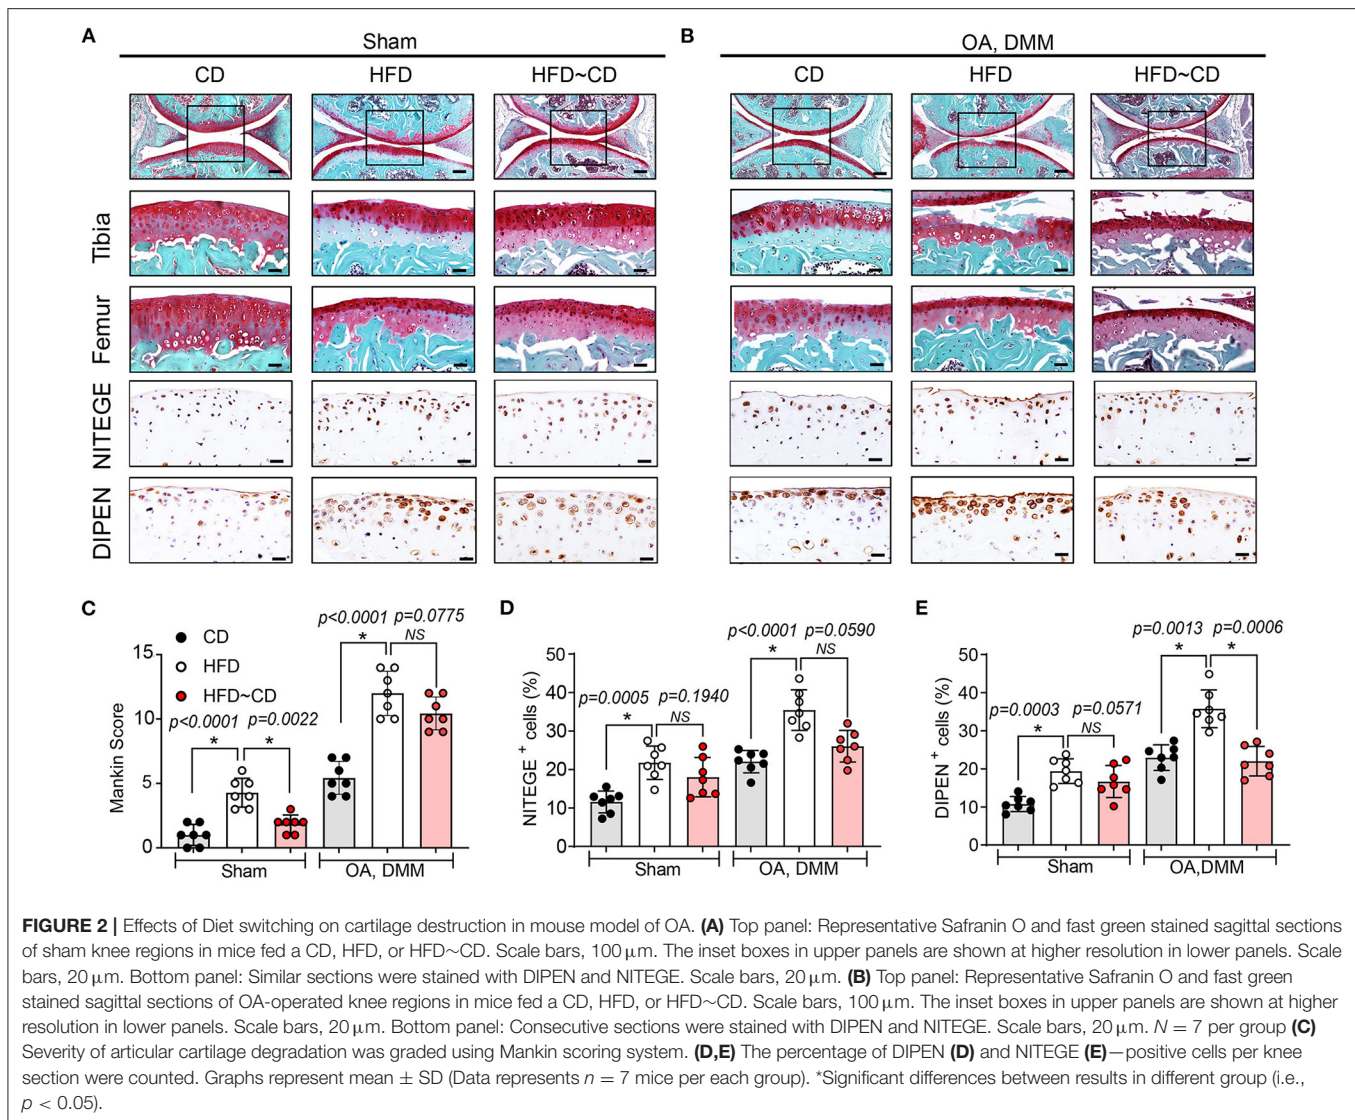 A
Sham
CD HFD HFD~CD
B
OA, DMM
CD HFD HFD~CD
Tibia
Femur
NITEGE
DIPEN
C
CD
HFD
HFD~CD
Mankin Score
15
10
5
0
p<0.0001 p=0.0022
* *
p<0.0001 p=0.0775
* NS
Sham OA, DMM
D
NITEGE + cells (%)
50
40
30
20
10
0
p=0.0005 p=0.1940
* NS
p<0.0001 p=0.0590
* NS
Sham OA, DMM
E
DIPEN + cells (%)
50
40
30
20
10
0
p=0.0003 p=0.0571
* NS
p=0.0013 p=0.0006
* *
Sham OA,DMM
FIGURE 2 | Effects of Diet switching on cartilage destruction in mouse model of OA. (A) Top panel: Representative Safranin O and fast green stained sagittal sections
of sham knee regions in mice fed a CD, HFD, or HFD~CD. Scale bars, 100 µm. The inset boxes in upper panels are shown at higher resolution in lower panels. Scale
bars, 20 µm. Bottom panel: Similar sections were stained with DIPEN and NITEGE. Scale bars, 20 µm. (B) Top panel: Representative Safranin O and fast green
stained sagittal sections of OA-operated knee regions in mice fed a CD, HFD, or HFD~CD. Scale bars, 100 µm. The inset boxes in upper panels are shown at higher
resolution in lower panels. Scale bars, 20 µm. Bottom panel: Consecutive sections were stained with DIPEN and NITEGE. Scale bars, 20 µm. N = 7 per group (C)
Severity of articular cartilage degradation was graded using Mankin scoring system. (D,E) The percentage of DIPEN (D) and NITEGE (E)—positive cells per knee
section were counted. Graphs represent mean ± SD (Data represents n = 7 mice per each group). *Significant differences between results in different group (i.e.,
p < 0.05).